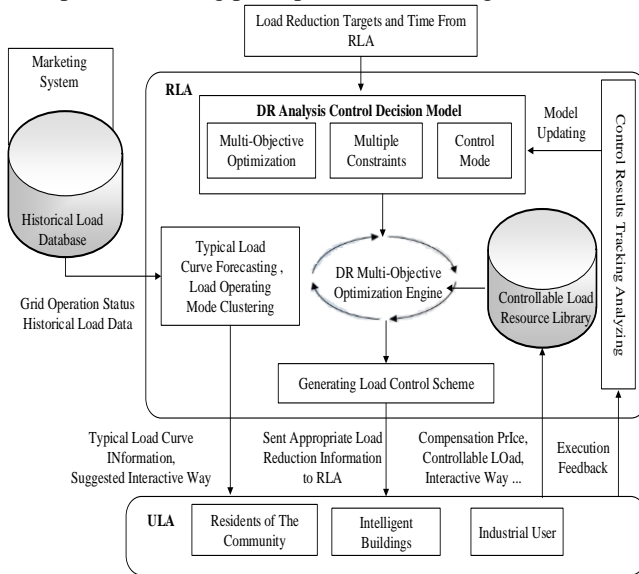 Load Reduction Targets and Time From
RLA
Marketing
System
Historical Load
Database
Grid Operation Status
Historical Load Data
RLA
DR Analysis Control Decision Model
Multi-Objective
Optimization
Multiple
Constraints
Control
Mode
Model
Updating
Control Results Tracking Analyzing
Typical Load
Curve Forecasting ,
Load Operating
Mode Clustering
DR Multi-Objective
Optimization Engine
Controllable Load
Resource Library
Generating Load Control Scheme
Typical Load Curve
INformation,
Suggested Interactive Way
Sent Appropriate Load
Reduction Information
to RLA
Compensation PrIce,
Controllable LOad,
Interactive Way ...
Execution
Feedback
ULA
Residents of The
Community
Intelligent
Buildings
Industrial User